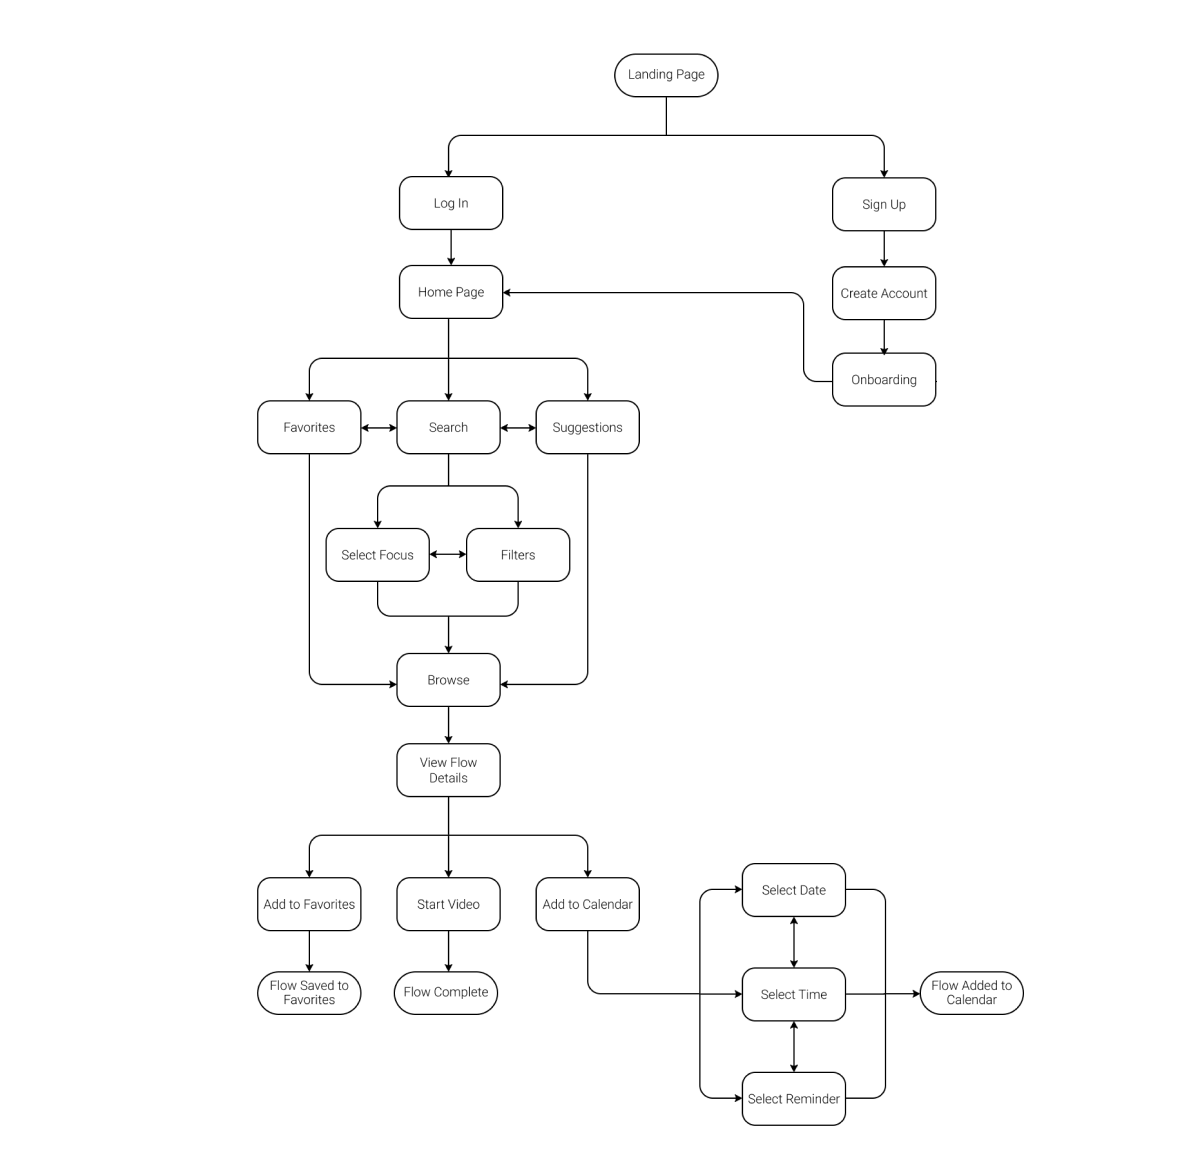 Landing Page
Log In
Sign Up
Home Page
Create Account
Onboarding
Favorites
Search
Suggestions
Select Focus
Filters
Browse
View Flow
Details
Add to Favorites
Start Video
Add to Calendar
Select Date
Flow Saved to
Favorites
Flow Complete
Select Time
Flow Added to
Calendar
Select Reminder